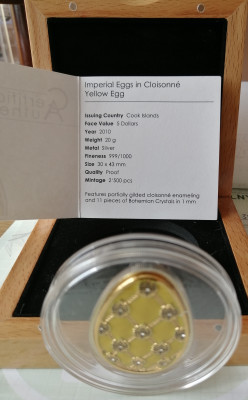 Imperial Eggs in Cloisonné
Yellow Egg
Issuing Country Cook Islands
Face Value 5 Dollars
Year 2010
Weight 20 g
Metal Silver
Fineness 999/1000
Size 30 x 43 mm
Quality Proof
Mintage 2'500 pcs
Features partially gilded cloisonné enameling
and 11 pieces of Bohemian Crystals in 1 mm